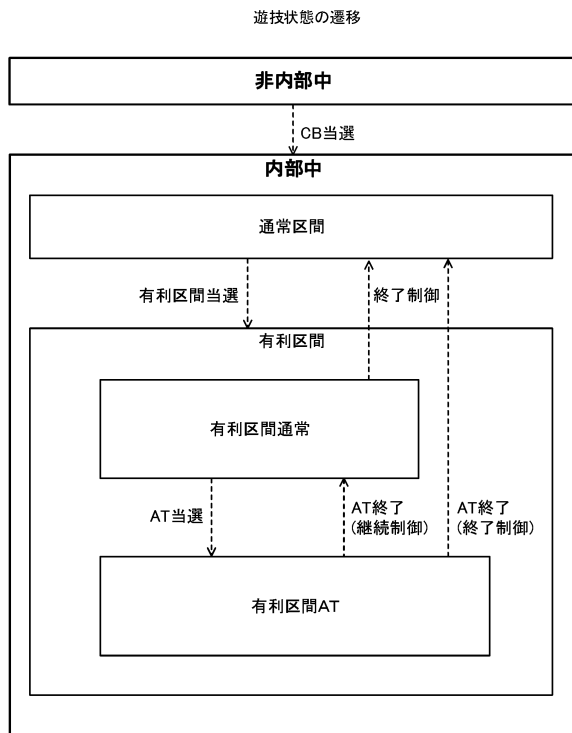 遊技状態の遷移
非内部中
CB当選
内部中
通常区間
有利区間当選
終了制御
有利区間
有利区間通常
AT当選
AT終了
(継続制御)
AT終了
(終了制御)
有利区間AT